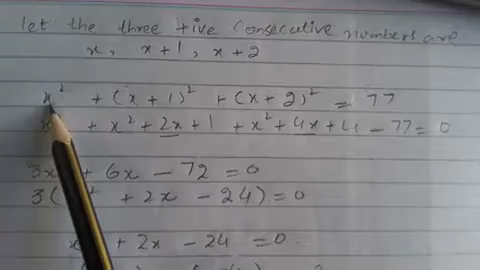 let the three +ive consecutive numbers are
x, x+1, x+2
x² + (x+1)² + (x+2)² = 77
+ x² + 2x + 1 + x² + 4x + 4 - 77 = 0
3x + 6x - 72 = 0
3( ² + 2x - 24) = 0
x + 2x - 24 = 0.